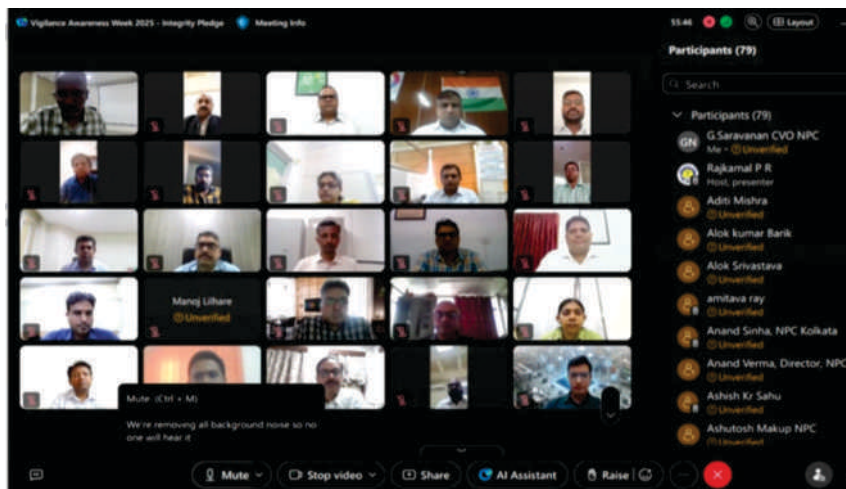 Vigilance Awareness Week 2025 - Integrity Pledge
Meeting Info
55:46
Layout
Participants (79)
Search
Participants (79)
GN
G.Saravanan CVO NPC
Me • Unverified
Rajkamal P R
Host, presenter
Aditi Mishra
Unverified
Alok kumar Barik
Unverified
Alok Srivastava
Unverified
amitava ray
Unverified
Anand Sinha, NPC Kolkata
Unverified
Anand Verma, Director, NPC
Unverified
Ashish Kr Sahu
Unverified
Ashutosh Makup NPC
Unverified
Manoj Lilhare
Unverified
Mute (Ctrl + M)
We're removing all background noise so no
one will hear it
Mute
Stop video
Share
AI Assistant
Raise